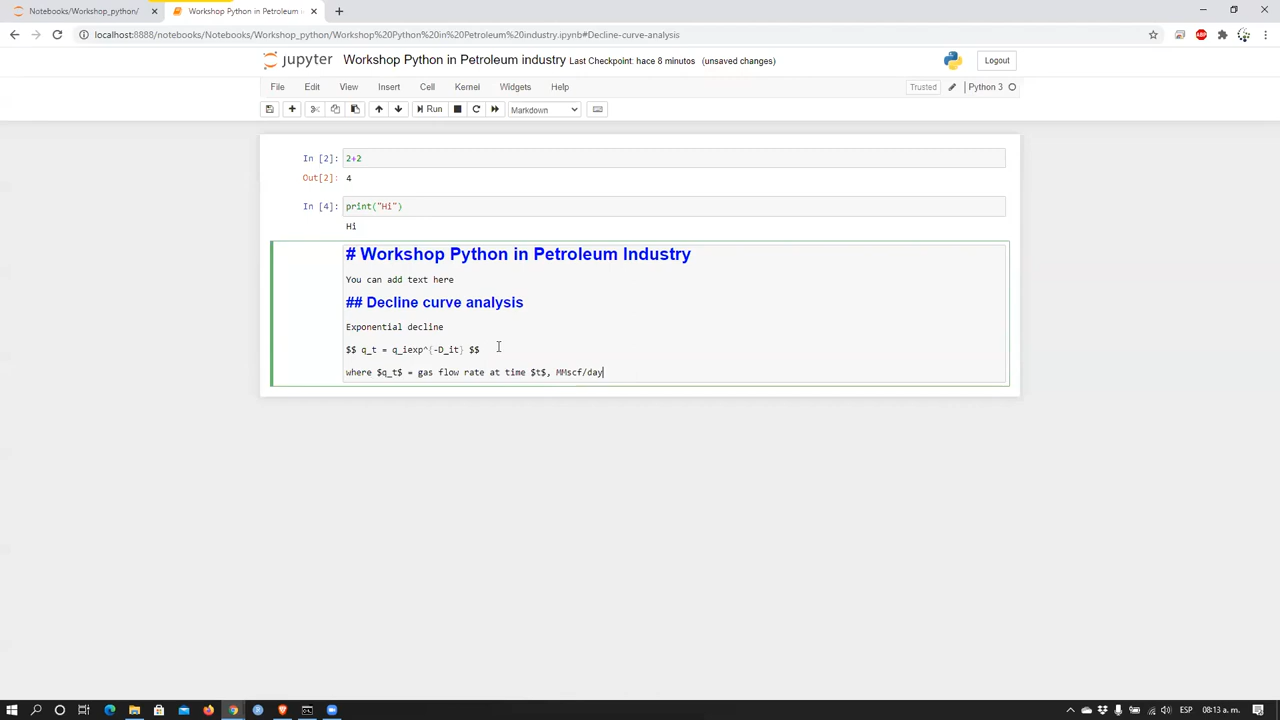 Notebooks/Workshop_python/
Workshop Python in Petroleum i
localhost:8888/notebooks/Notebooks/Workshop_python/Workshop%20Python%20in%20Petroleum%20industry.ipynb#Decline-curve-analysis
ABP
jupyter Workshop Python in Petroleum industry Last Checkpoint: hace 8 minutos (unsaved changes)
Logout
File Edit View Insert Cell Kernel Widgets Help
Trusted Python 3
Run Markdown
In [2]: 2+2
Out[2]: 4
In [4]: print("Hi")
Hi
# Workshop Python in Petroleum Industry
You can add text here
## Decline curve analysis
Exponential decline
$$ q_t = q_iexp^{-D_it} $$
where $q_t$ = gas flow rate at time $t$, MMscf/day
ESP 08:13 a. m.